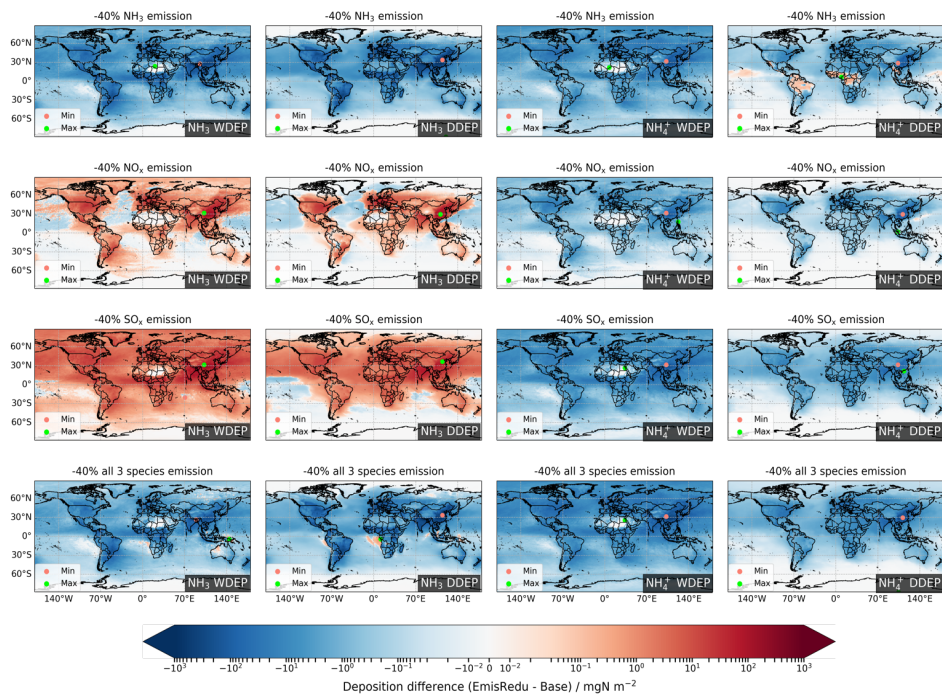 -40% NH₃ emission
-40% NH₃ emission
-40% NH₃ emission
-40% NH₃ emission
60°N
30°N
0°
30°S
60°S
Min
Max
NH₃ WDEP
Min
Max
NH₃ DDEP
Min
Max
NH₄⁺ WDEP
Min
Max
NH₄⁺ DDEP
-40% NOₓ emission
-40% NOₓ emission
-40% NOₓ emission
-40% NOₓ emission
60°N
30°N
0°
30°S
60°S
Min
Max
NH₃ WDEP
Min
Max
NH₃ DDEP
Min
Max
NH₄⁺ WDEP
Min
Max
NH₄⁺ DDEP
-40% SOₓ emission
-40% SOₓ emission
-40% SOₓ emission
-40% SOₓ emission
60°N
30°N
0°
30°S
60°S
Min
Max
NH₃ WDEP
Min
Max
NH₃ DDEP
Min
Max
NH₄⁺ WDEP
Min
Max
NH₄⁺ DDEP
-40% all 3 species emission
-40% all 3 species emission
-40% all 3 species emission
-40% all 3 species emission
60°N
30°N
0°
30°S
60°S
Min
Max
NH₃ WDEP
Min
Max
NH₃ DDEP
Min
Max
NH₄⁺ WDEP
Min
Max
NH₄⁺ DDEP
140°W 70°W 0° 70°E 140°E
140°W 70°W 0° 70°E 140°E
140°W 70°W 0° 70°E 140°E
140°W 70°W 0° 70°E 140°E
−10³ −10² −10¹ −10⁰ −10⁻¹ −10⁻² 0 10⁻² 10⁻¹ 10⁰ 10¹ 10² 10³
Deposition difference (EmisRedu - Base) / mgN m⁻²